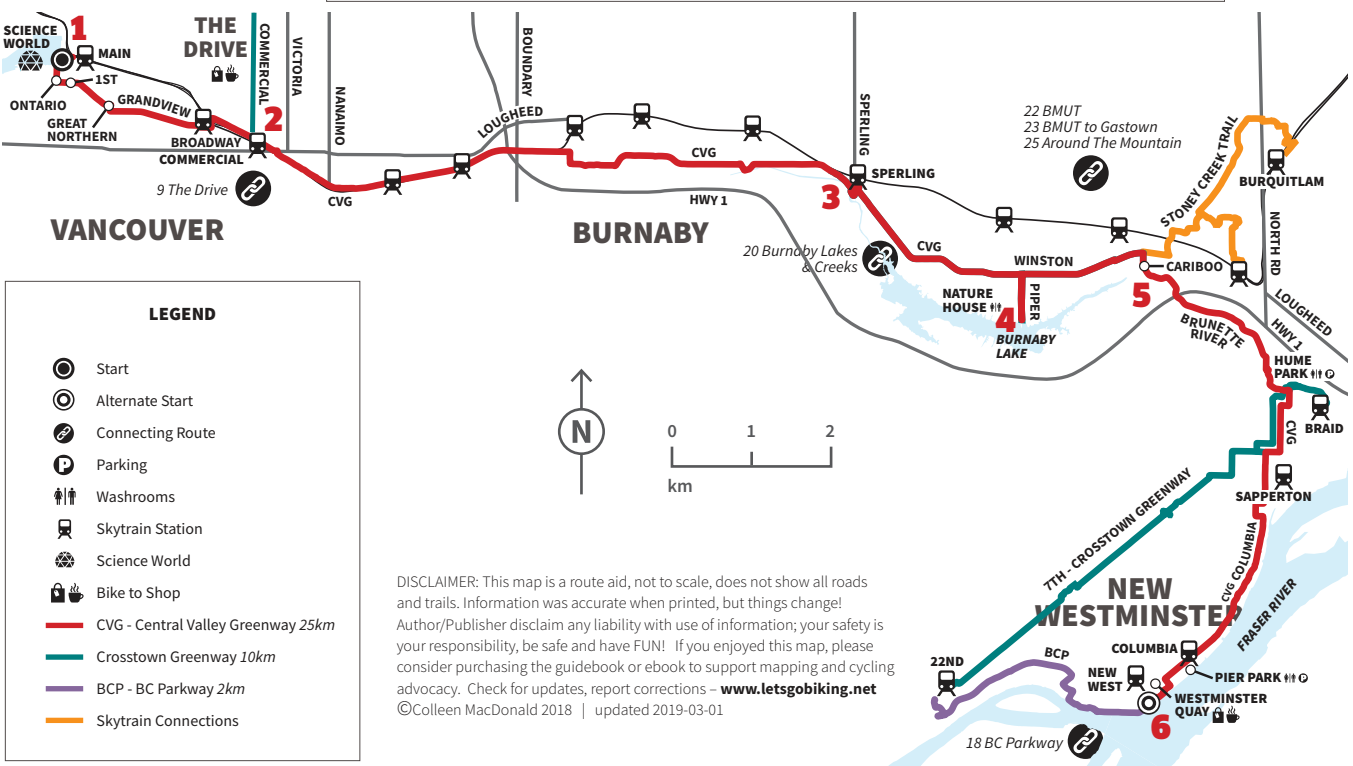 SCIENCE
WORLD
1
MAIN
1ST
ONTARIO
GREAT
NORTHERN
GRANDVIEW
THE
DRIVE
COMMERCIAL
VICTORIA
2
BROADWAY
COMMERCIAL
9 The Drive
NANAIMO
CVG
VANCOUVER
BOUNDARY
LOUGHEED
CVG
HWY 1
BURNABY
SPERLING
SPERLING
3
20 Burnaby Lakes
& Creeks
CVG
WINSTON
NATURE
HOUSE
PIPER
4
BURNABY
LAKE
22 BMUT
23 BMUT to Gastown
25 Around The Mountain
STONEY CREEK TRAIL
BURQUITLAM
NORTH RD
CARIBOO
5
BRUNETTE
RIVER
LOUGHEED
HWY 1
HUME
PARK
P
BRAID
CVG
SAPPERTON
7TH - CROSSTOWN GREENWAY
CVG COLUMBIA
FRASER RIVER
NEW
WESTMINSTER
COLUMBIA
PIER PARK
P
NEW
WEST
WESTMINSTER
QUAY
6
BCP
22ND
18 BC Parkway
LEGEND
Start
Alternate Start
Connecting Route
P Parking
Washrooms
Skytrain Station
Science World
Bike to Shop
CVG - Central Valley Greenway 25km
Crosstown Greenway 10km
BCP - BC Parkway 2km
Skytrain Connections
N
0 1 2
km
DISCLAIMER: This map is a route aid, not to scale, does not show all roads
and trails. Information was accurate when printed, but things change!
Author/Publisher disclaim any liability with use of information; your safety is
your responsibility, be safe and have FUN! If you enjoyed this map, please
consider purchasing the guidebook or ebook to support mapping and cycling
advocacy. Check for updates, report corrections – www.letsgobiking.net
©Colleen MacDonald 2018 | updated 2019-03-01